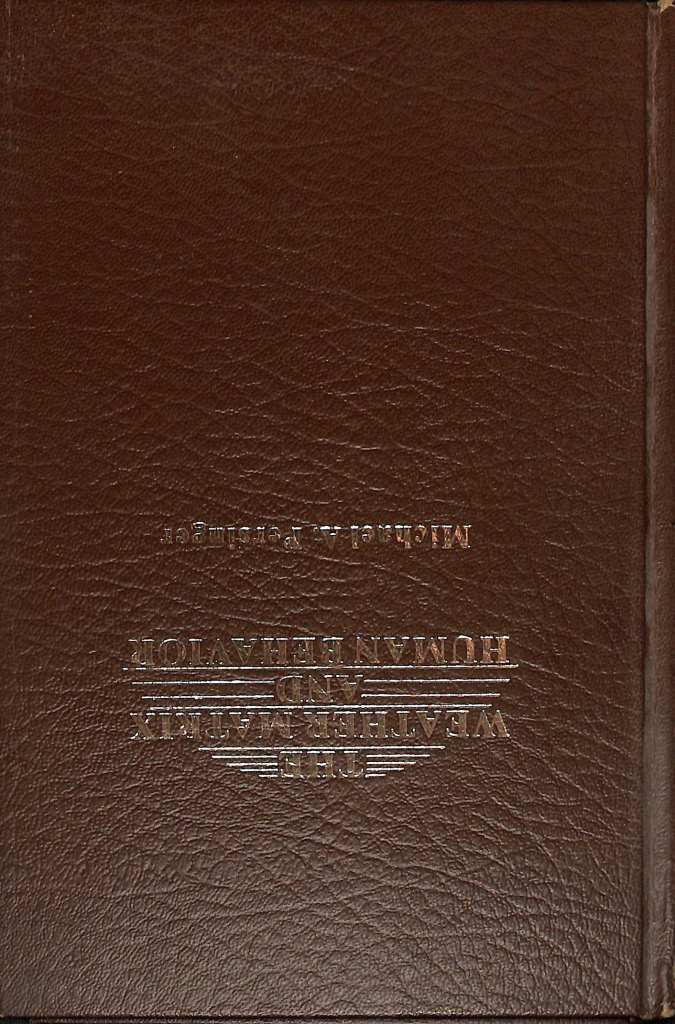 THE
WEATHER MATRIX
AND
HUMAN BEHAVIOR
Michael A. Persinger